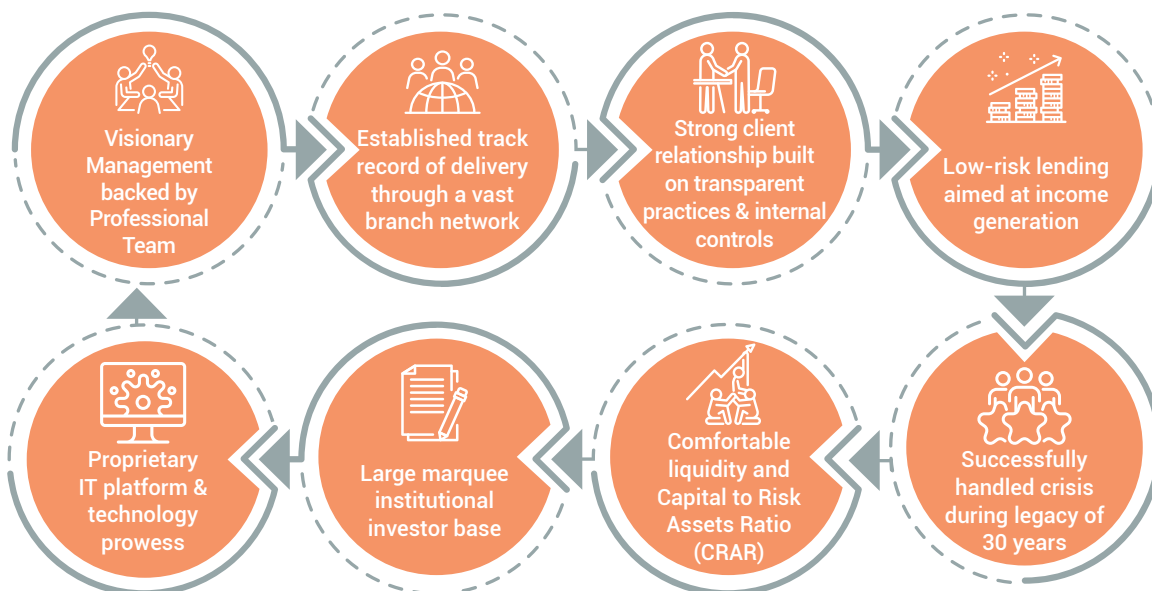 Visionary
Management
backed by
Professional
Team
Established track
record of delivery
through a vast
branch network
Strong client
relationship built
on transparent
practices & internal
controls
Low-risk lending
aimed at income
generation
Proprietary
IT platform &
technology
prowess
Large marquee
institutional
investor base
Comfortable
liquidity and
Capital to Risk
Assets Ratio
(CRAR)
Successfully
handled crisis
during legacy of
30 years